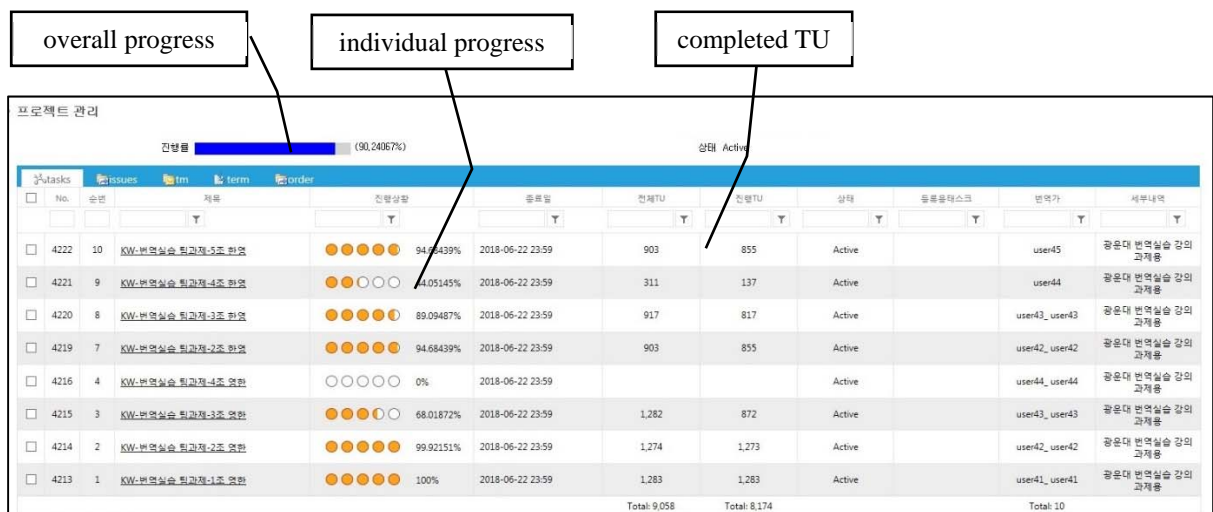 overall progress individual progress completed TU
프로젝트 관리
진행률 (90,24067%) 상태 Active
tasks issues tm term order
No. 순번 제목 진행상황 종료일 전체TU 진행TU 상태 등록용태스크 번역가 세부내역
4222 10 KW-번역실습 팀과제-5조 한영 94.68439% 2018-06-22 23:59 903 855 Active user45 광운대 번역실습 강의
과제용
4221 9 KW-번역실습 팀과제-4조 한영 44.05145% 2018-06-22 23:59 311 137 Active user44 광운대 번역실습 강의
과제용
4220 8 KW-번역실습 팀과제-3조 한영 89.09487% 2018-06-22 23:59 917 817 Active user43_ user43 광운대 번역실습 강의
과제용
4219 7 KW-번역실습 팀과제-2조 한영 94.68439% 2018-06-22 23:59 903 855 Active user42_ user42 광운대 번역실습 강의
과제용
4216 4 KW-번역실습 팀과제-4조 영한 0% 2018-06-22 23:59 Active user44_ user44 광운대 번역실습 강의
과제용
4215 3 KW-번역실습 팀과제-3조 영한 68.01872% 2018-06-22 23:59 1,282 872 Active user43_ user43 광운대 번역실습 강의
과제용
4214 2 KW-번역실습 팀과제-2조 영한 99.92151% 2018-06-22 23:59 1,274 1,273 Active user42_ user42 광운대 번역실습 강의
과제용
4213 1 KW-번역실습 팀과제-1조 영한 100% 2018-06-22 23:59 1,283 1,283 Active user41_ user41 광운대 번역실습 강의
과제용
Total: 9,058 Total: 8,174 Total: 10